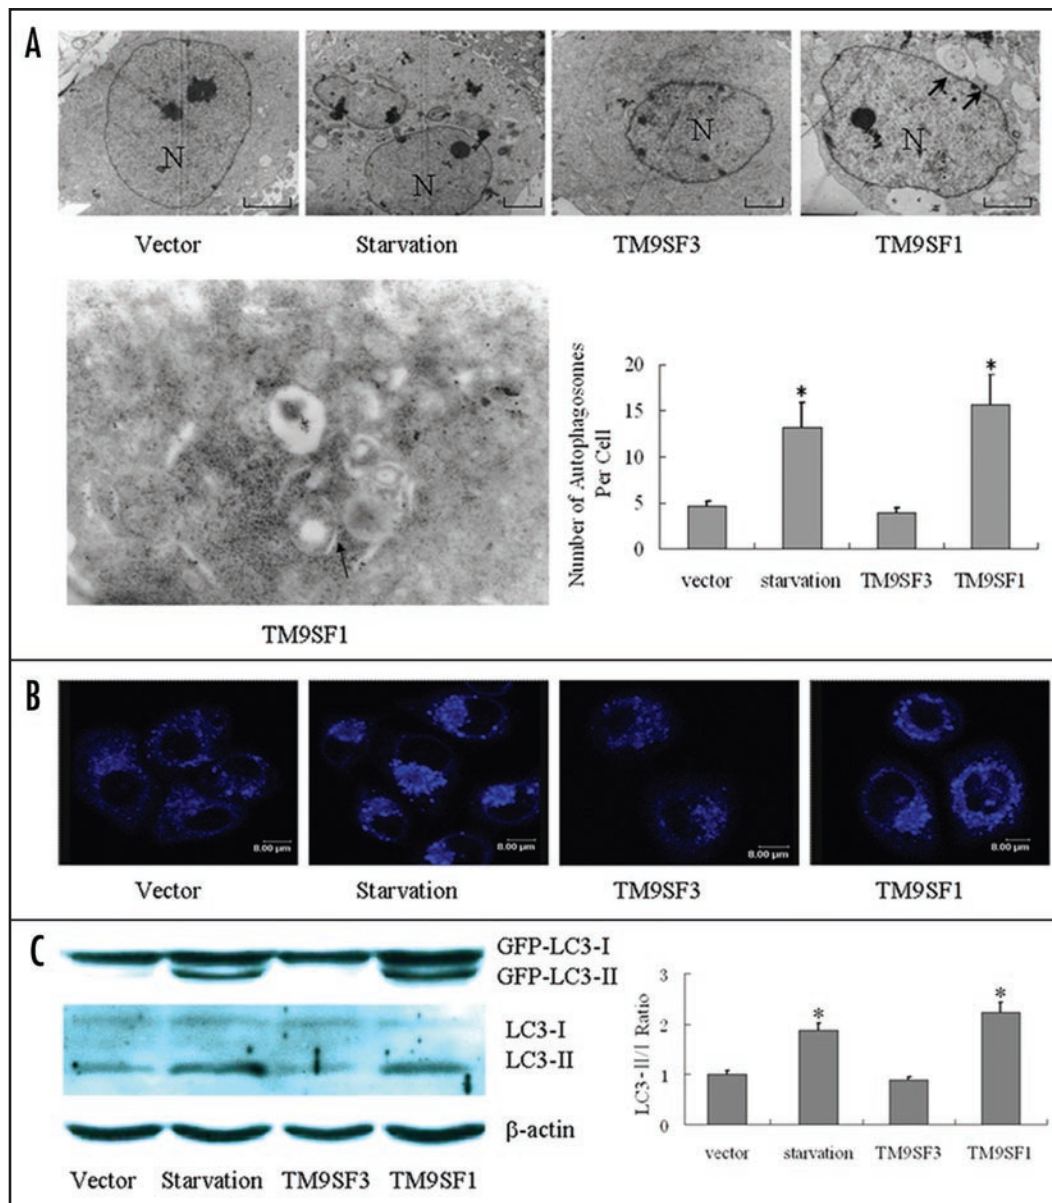 A
N
N
N
N
Vector
Starvation
TM9SF3
TM9SF1
TM9SF1
Number of Autophagosomes
Per Cell
20
15
10
5
0
*
*
vector
starvation
TM9SF3
TM9SF1
B
8.00 µm
8.00 µm
8.00 µm
8.00 µm
Vector
Starvation
TM9SF3
TM9SF1
C
GFP-LC3-I
GFP-LC3-II
LC3-I
LC3-II
β-actin
Vector
Starvation
TM9SF3
TM9SF1
LC3-II/I Ratio
3
2
1
0
*
*
vector
starvation
TM9SF3
TM9SF1